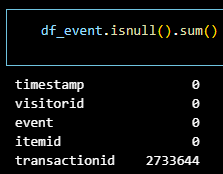 df_event.isnull().sum()
timestamp 0
visitorid 0
event 0
itemid 0
transactionid 2733644